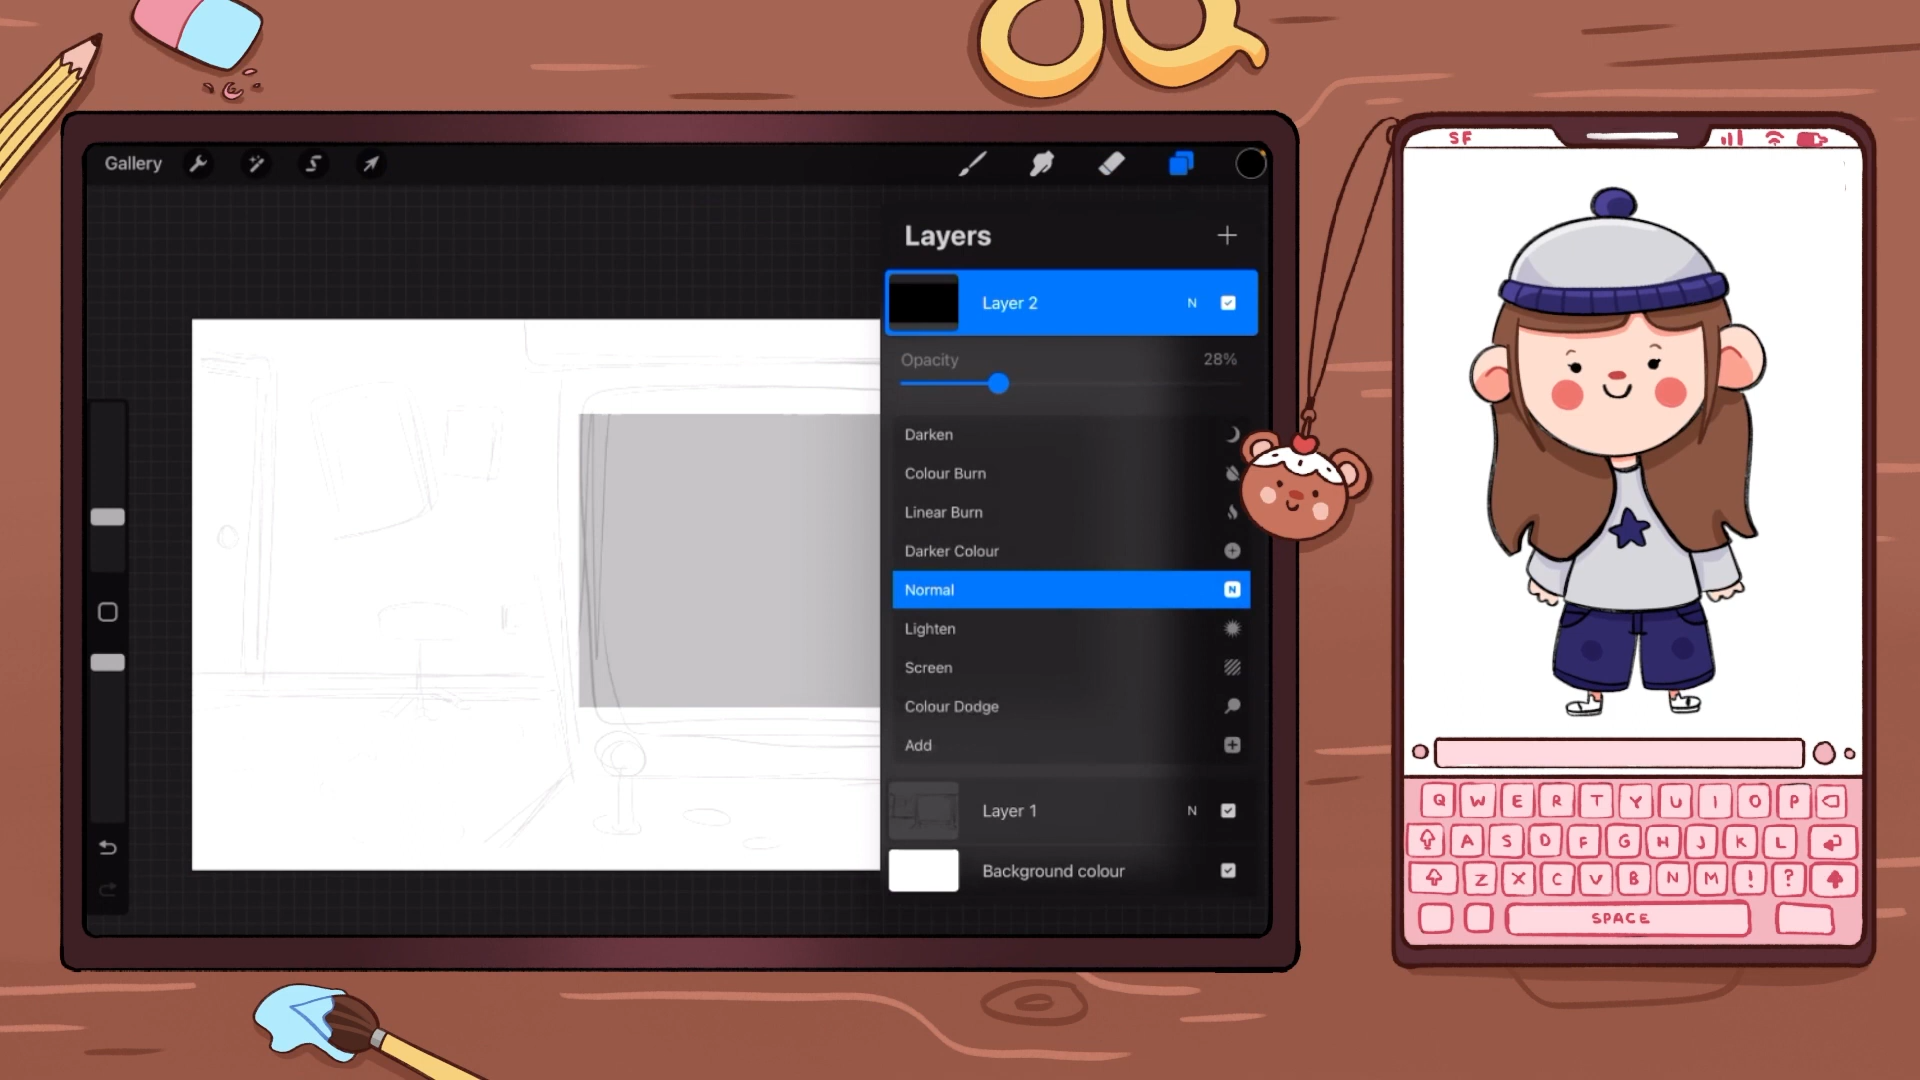 Gallery
Layers
Layer 2 N
Opacity 28%
Darken
Colour Burn
Linear Burn
Darker Colour
Normal N
Lighten
Screen
Colour Dodge
Add
Layer 1 N
Background colour
SF
Q W E R T Y U I O P
A S D F G H J K L
Z X C V B N M ! ?
SPACE